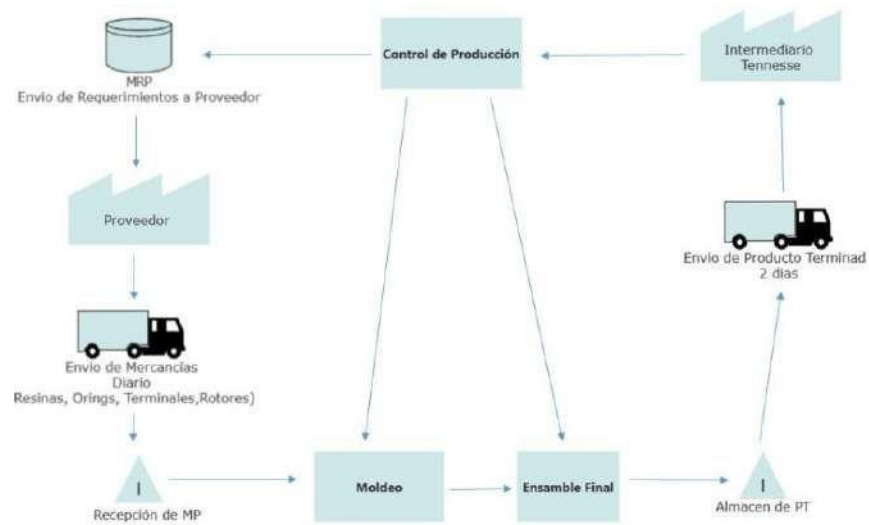 MRP
Envio de Requerimientos a Proveedor
Control de Producción
Intermediario
Tennesse
Proveedor
Envio de Producto Terminad
2 dias
Envio de Mercancías
Diario
Resinas, Orings, Terminales,Rotores)
I
Recepción de MP
Moldeo
Ensamble Final
I
Almacen de PT